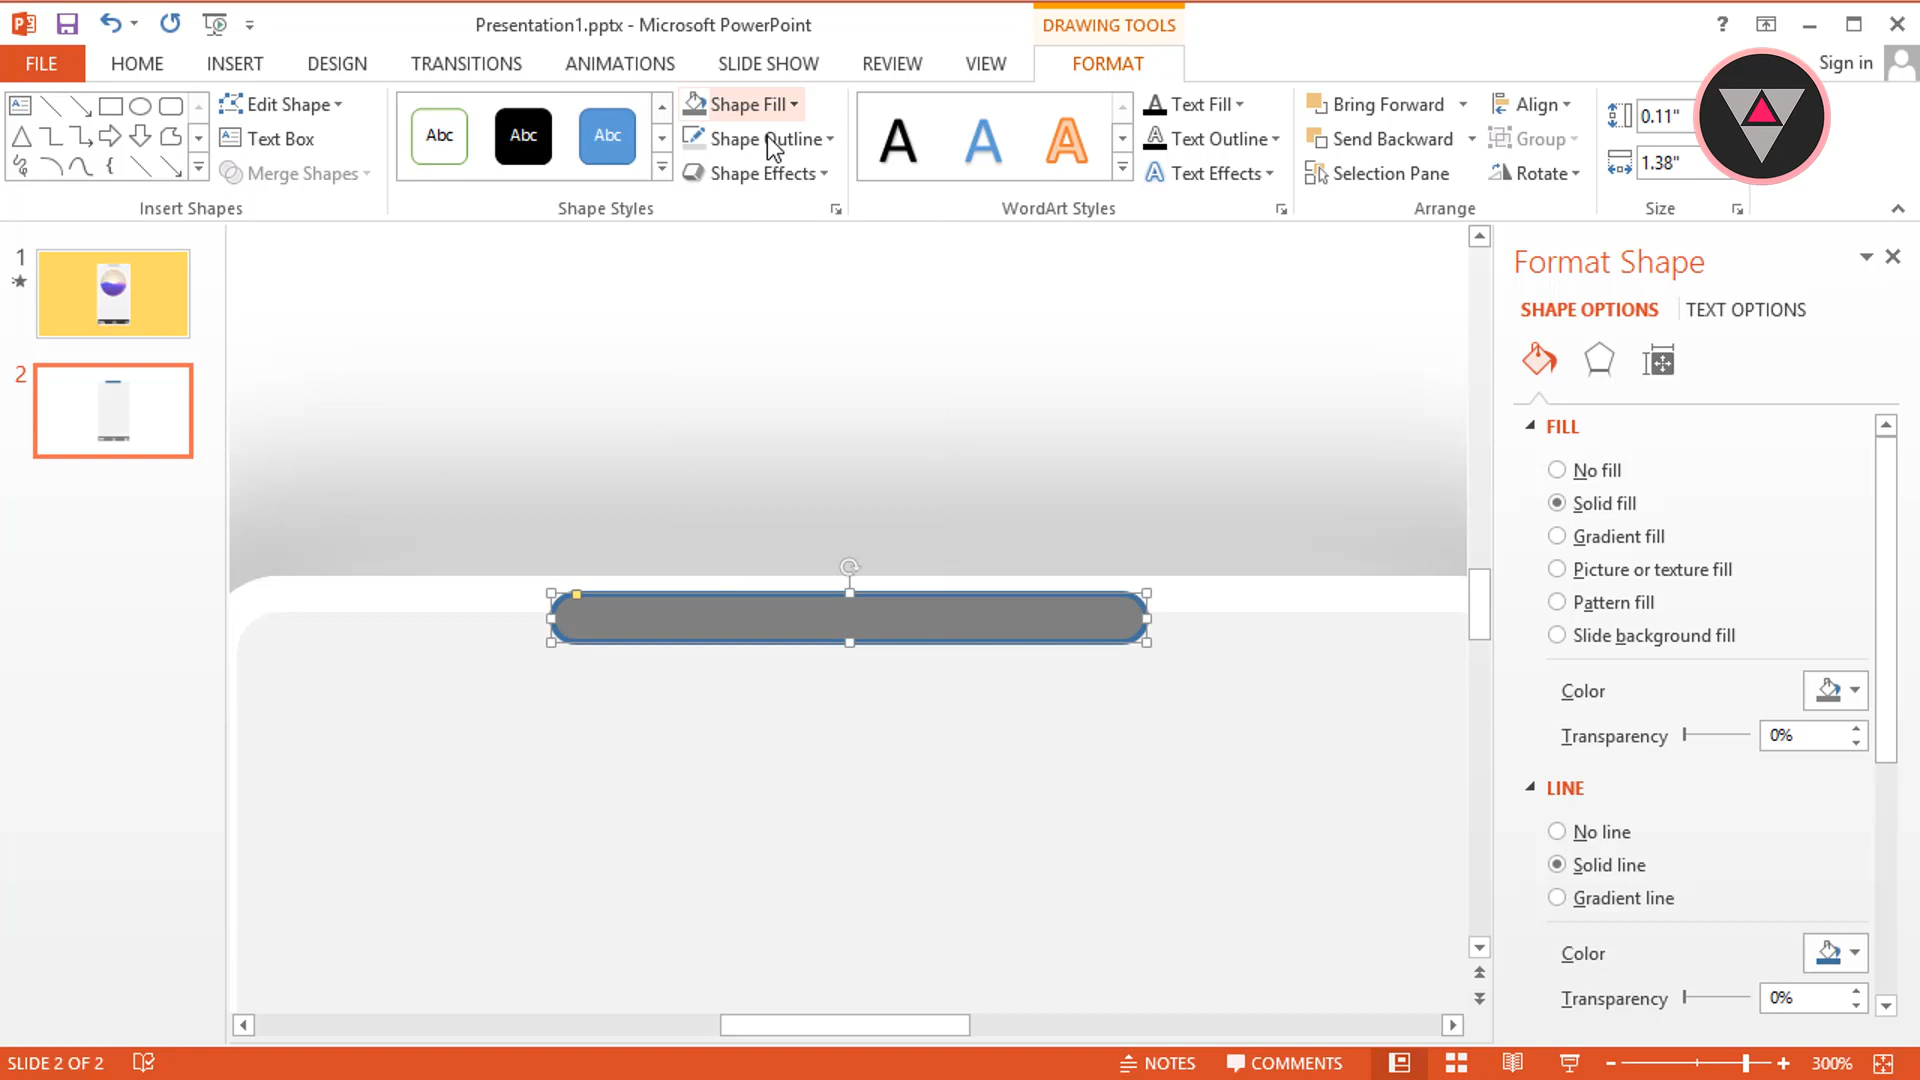 Presentation1.pptx - Microsoft PowerPoint
DRAWING TOOLS
?
FILE
HOME
INSERT
DESIGN
TRANSITIONS
ANIMATIONS
SLIDE SHOW
REVIEW
VIEW
FORMAT
Sign in
Edit Shape
Text Box
Merge Shapes
Insert Shapes
Abc
Abc
Abc
Shape Fill
Shape Outline
Shape Effects
Shape Styles
A
A
A
Text Fill
Text Outline
Text Effects
WordArt Styles
Bring Forward
Send Backward
Selection Pane
Align
Group
Rotate
Arrange
0.11"
1.38"
Size
1
2
Format Shape
SHAPE OPTIONS
TEXT OPTIONS
FILL
No fill
Solid fill
Gradient fill
Picture or texture fill
Pattern fill
Slide background fill
Color
Transparency
0%
LINE
No line
Solid line
Gradient line
Color
Transparency
0%
SLIDE 2 OF 2
NOTES
COMMENTS
300%